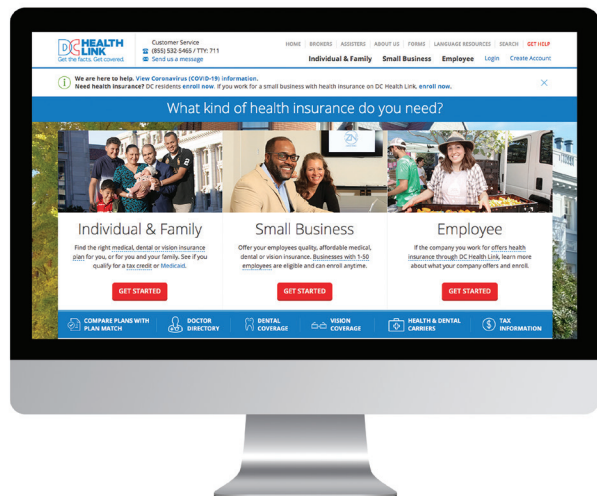 DC HEALTH LINK
Get the facts. Get covered.
Customer Service
(855) 532-5465 / TTY: 711
Send us a message
HOME | BROKERS | ASSISTERS | ABOUT US | FORMS | LANGUAGE RESOURCES | SEARCH | GET HELP
Individual & Family Small Business Employee Login Create Account
We are here to help. View Coronavirus (COVID-19) information.
Need health insurance? DC residents enroll now. If you work for a small business with health insurance on DC Health Link, enroll now.
What kind of health insurance do you need?
Individual & Family
Find the right medical, dental or vision insurance
plan for you, or for you and your family. See if you
qualify for a tax credit or Medicaid.
GET STARTED
Small Business
Offer your employees quality, affordable medical,
dental or vision insurance. Businesses with 1-50
employees are eligible and can enroll anytime.
GET STARTED
Employee
If the company you work for offers health
insurance through DC Health Link, learn more
about what your company offers and enroll.
GET STARTED
COMPARE PLANS WITH
PLAN MATCH
DOCTOR
DIRECTORY
DENTAL
COVERAGE
VISION
COVERAGE
HEALTH & DENTAL
CARRIERS
TAX
INFORMATION